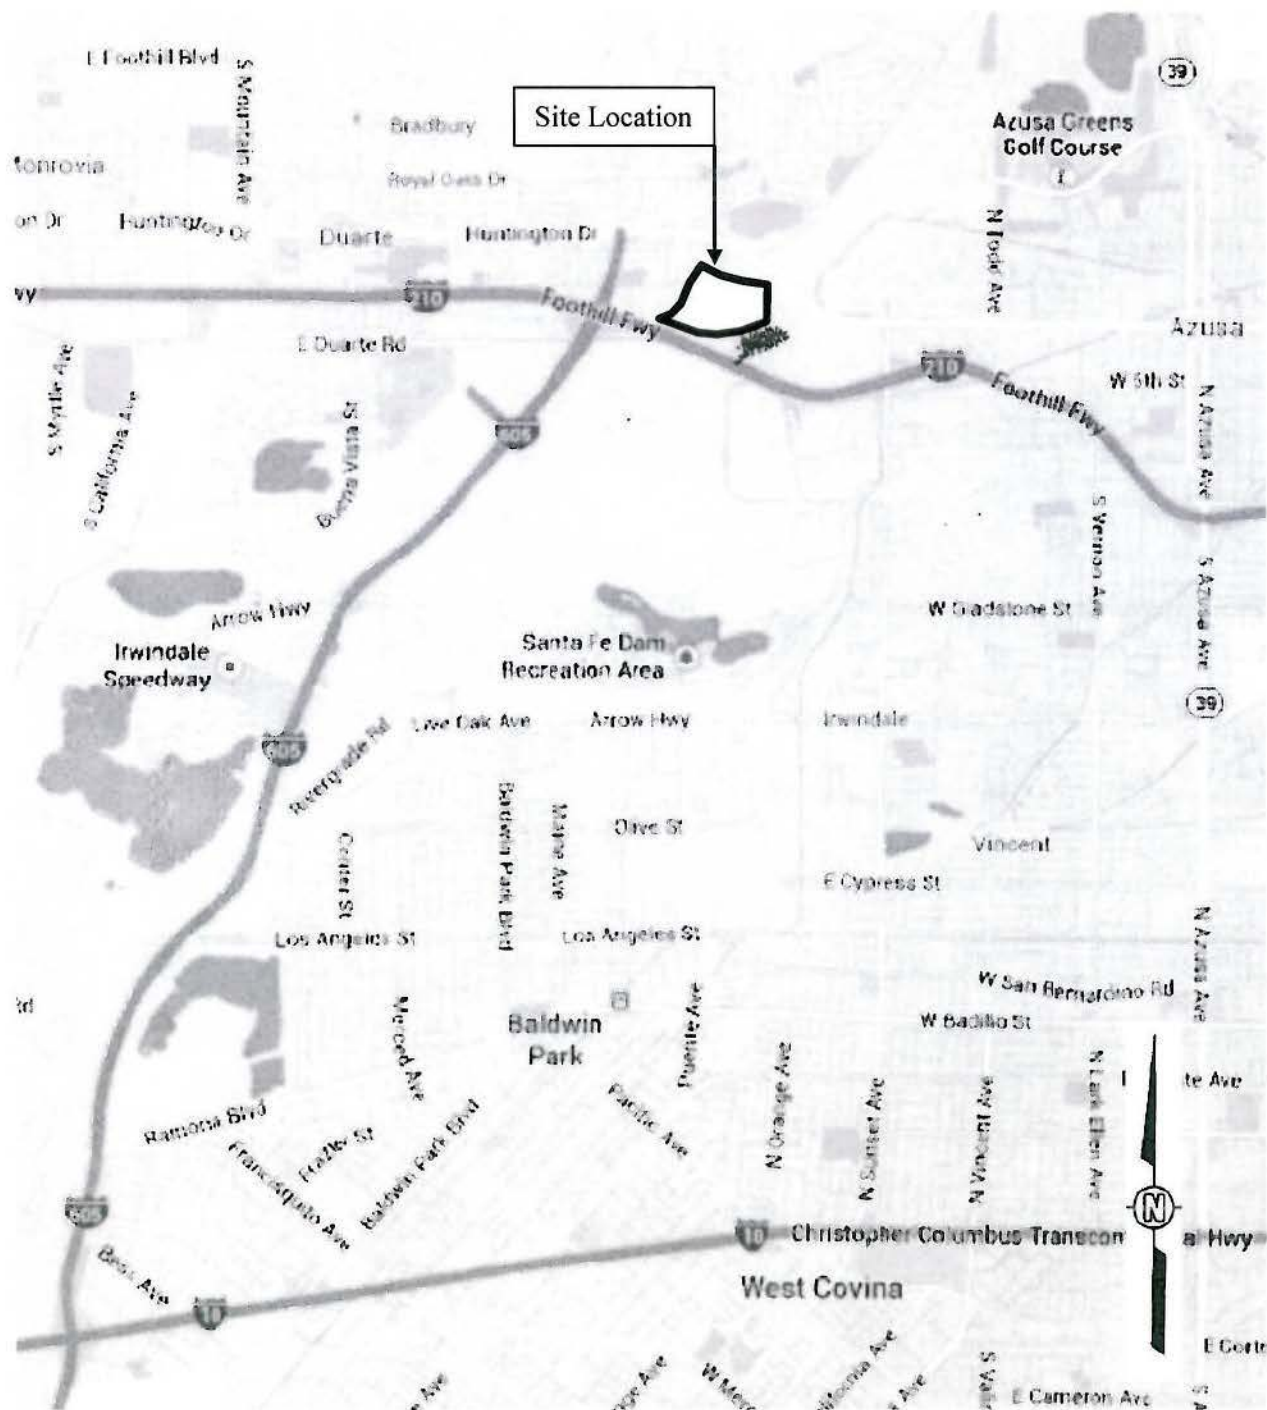 E Foothill Blvd
S Mountain Ave
39
Site Location
Azusa Greens
Golf Course
Bradbury
Monrovia
Royal Oaks Dr
on Dr
Huntington Dr
Duarte
Huntington Dr
N Todd Ave
wy
210
Foothill Fwy
Azusa
E Duarte Rd
210
Foothill Fwy
W 5th St
S Myrtle Ave
S California Ave
Buena Vista St
605
N Azusa Ave
S Vernon Ave
S Azusa Ave
Arrow Hwy
W Gladstone St
Irwindale
Speedway
Santa Fe Dam
Recreation Area
39
Live Oak Ave
Arrow Hwy
Irwindale
605
Rivergrade Rd
Baldwin Park Blvd
Maine Ave
Olive St
Center St
Vincent
E Cypress St
Los Angeles St
Los Angeles St
N Azusa Ave
W San Bernardino Rd
Rd
Merced Ave
Baldwin
Park
Puente Ave
W Badillo St
N Orange Ave
N Sunset Ave
N Vincent Ave
N Lark Ellen Ave
te Ave
Ramona Blvd
Pacific Ave
Frazier St
Francisquito Ave
Baldwin Park Blvd
N
605
10
Christopher Columbus Transcon
al Hwy
Bess Ave
West Covina
10
E Cameron Ave